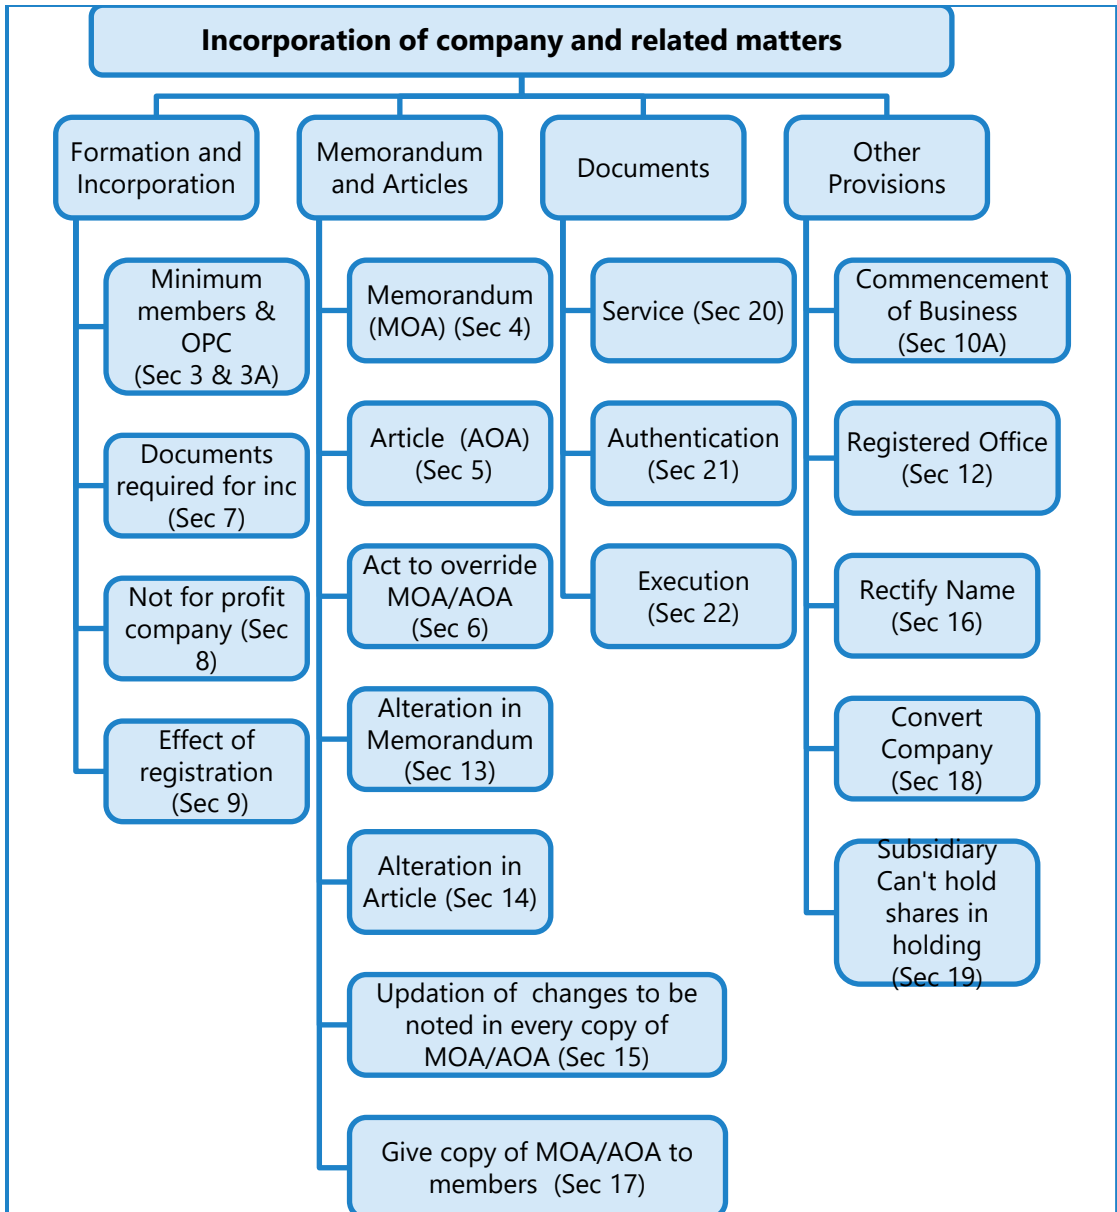 Incorporation of company and related matters
Formation and
Incorporation
Minimum
members &
OPC
(Sec 3 & 3A)
Documents
required for inc
(Sec 7)
Not for profit
company (Sec
8)
Effect of
registration
(Sec 9)
Memorandum
and Articles
Memorandum
(MOA) (Sec 4)
Article  (AOA)
(Sec 5)
Act to override
MOA/AOA
(Sec 6)
Alteration in
Memorandum
(Sec 13)
Alteration in
Article (Sec 14)
Updation of  changes to be
noted in every copy of
MOA/AOA (Sec 15)
Give copy of MOA/AOA to
members  (Sec 17)
Documents
Service (Sec 20)
Authentication
(Sec 21)
Execution
(Sec 22)
Other
Provisions
Commencement
of Business
(Sec 10A)
Registered Office
(Sec 12)
Rectify Name
(Sec 16)
Convert
Company
(Sec 18)
Subsidiary
Can't hold
shares in
holding
(Sec 19)